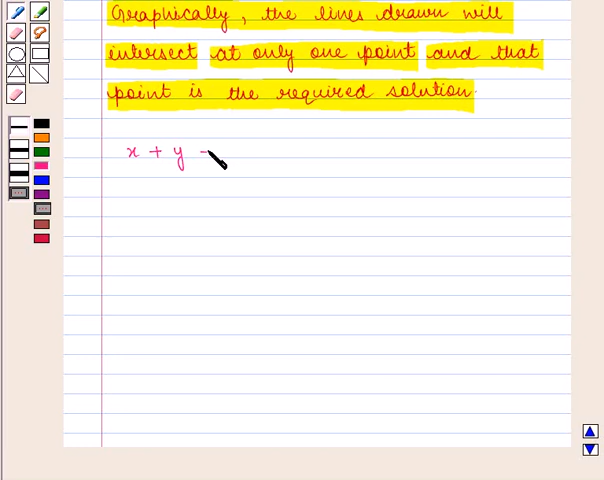 Graphically, the lines drawn will
intersect at only one point and that
point is the required solution.
x + y -